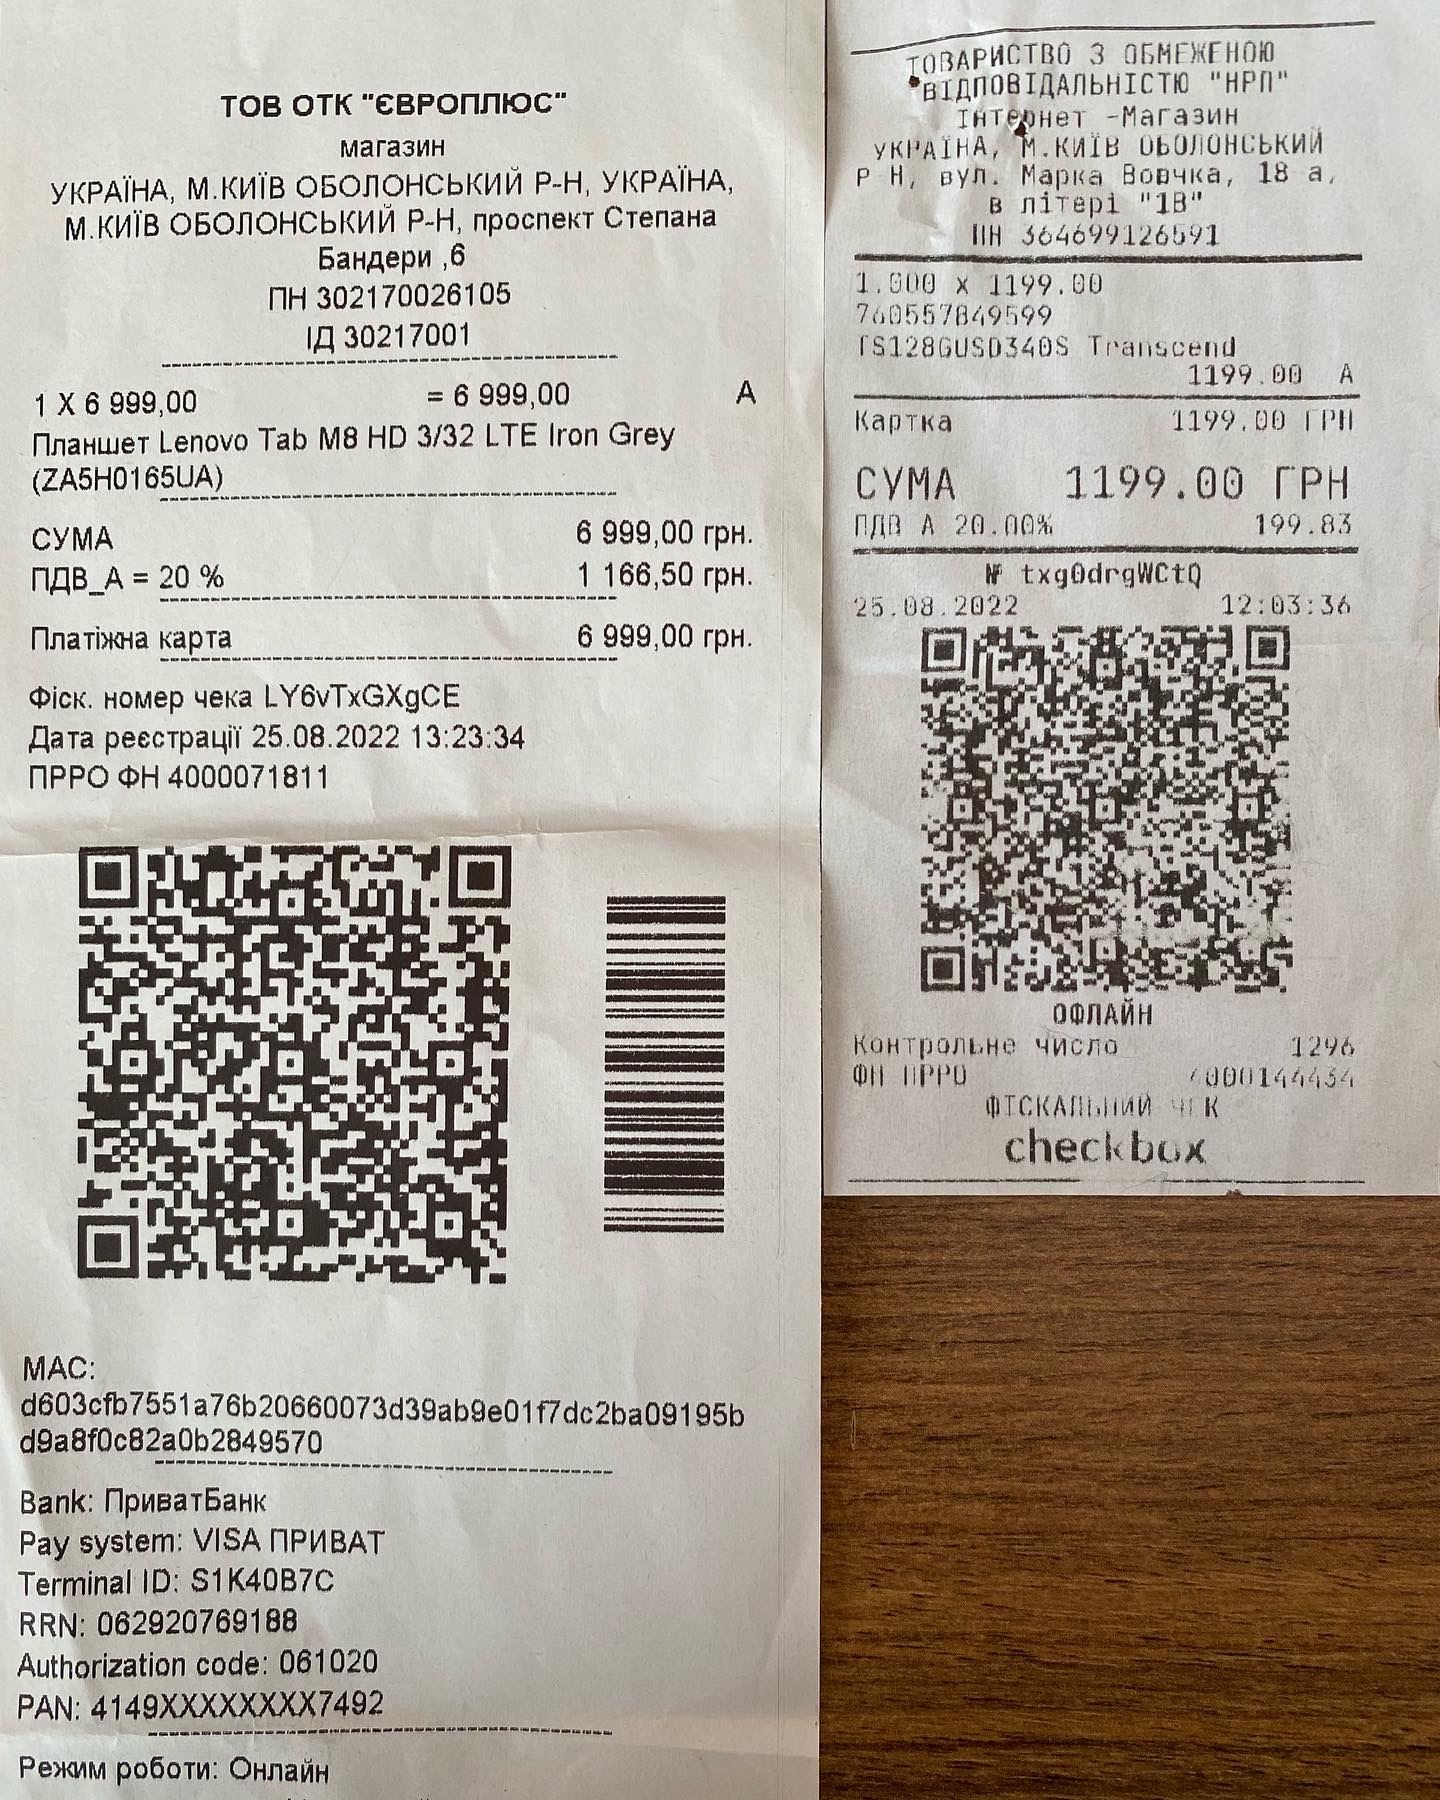 ТОВ ОТК "ЄВРОПЛЮС"
магазин
УКРАЇНА, М.КИЇВ ОБОЛОНСЬКИЙ Р-Н, УКРАЇНА,
М.КИЇВ ОБОЛОНСЬКИЙ Р-Н, проспект Степана
Бандери ,6
ПН 302170026105
ІД 30217001
1 X 6 999,00 = 6 999,00 А
Планшет Lenovo Tab M8 HD 3/32 LTE Iron Grey
(ZA5H0165UA)
СУМА 6 999,00 грн.
ПДВ_А = 20 % 1 166,50 грн.
Платіжна карта 6 999,00 грн.
Фіск. номер чека LY6vTxGXgCE
Дата реєстрації 25.08.2022 13:23:34
ПРРО ФН 4000071811
MAC:
d603cfb7551a76b20660073d39ab9e01f7dc2ba09195b
d9a8f0c82a0b2849570
Bank: ПриватБанк
Pay system: VISA ПРИВАТ
Terminal ID: S1K40B7C
RRN: 062920769188
Authorization code: 061020
PAN: 4149XXXXXXXX7492
Режим роботи: Онлайн
ТОВАРИСТВО З ОБМЕЖЕНОЮ
ВІДПОВІДАЛЬНІСТЮ "НРП"
Інтернет -Магазин
УКРАЇНА, М.КИЇВ ОБОЛОНСЬКИЙ
Р Н, вул. Марка Вовчка, 18 а,
в літері "1В"
ПН 364699126591
1.000 x 1199.00
760557849599
TS128GUSD340S Transcend
1199.00 А
Картка 1199.00 ГРН
СУМА 1199.00 ГРН
ПДВ А 20.00% 199.83
№ txg0drgWCtQ
25.08.2022 12:03:36
ОФЛАЙН
Контрольне число 1296
ФН ПРРО 4000144434
ФІСКАЛЬНИЙ ЧЕК
checkbox